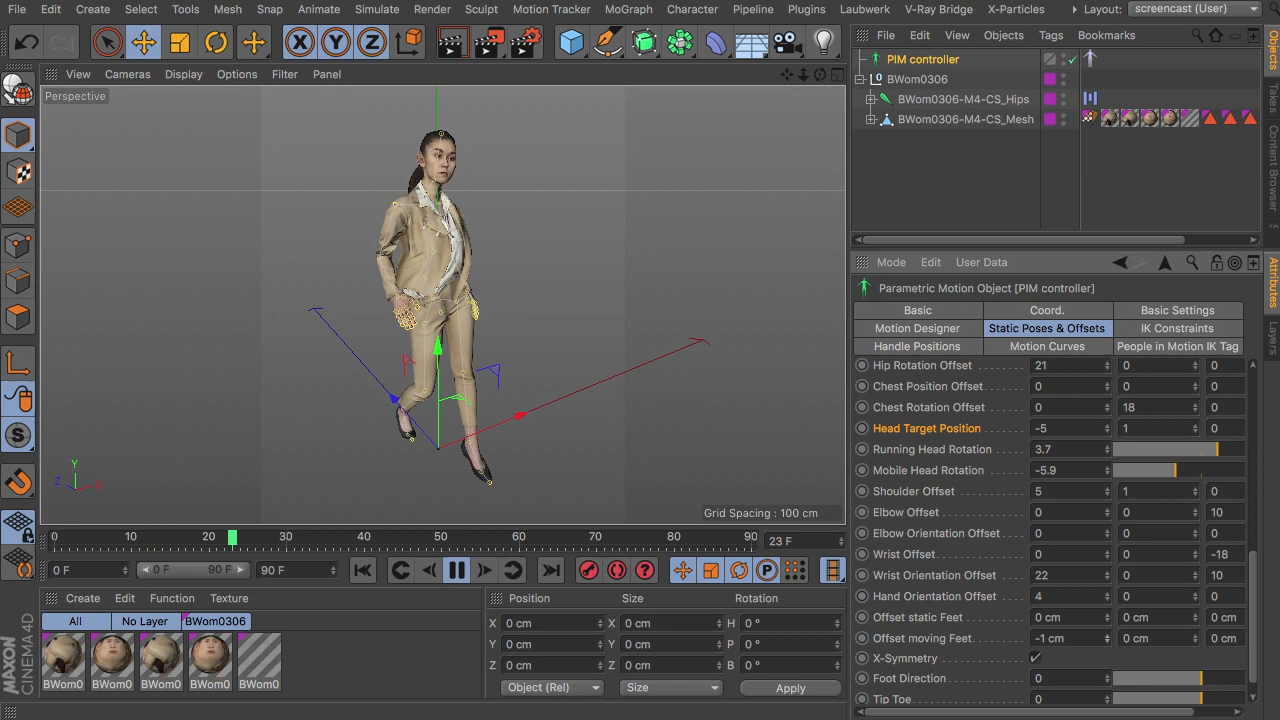 File Edit Create Select Tools Mesh Snap Animate Simulate Render Sculpt Motion Tracker MoGraph Character Pipeline Plugins Laubwerk V-Ray Bridge X-Particles Layout: screencast (User)
X Y Z
File Edit View Objects Tags Bookmarks
PIM controller
BWom0306
BWom0306-M4-CS_Hips
BWom0306-M4-CS_Mesh
Objects
Takes
Content Browser
View Cameras Display Options Filter Panel
Perspective
Y
Z X
Grid Spacing : 100 cm
Mode Edit User Data
Attributes
Layers
Parametric Motion Object [PIM controller]
Basic Coord. Basic Settings
Motion Designer Static Poses & Offsets IK Constraints
Handle Positions Motion Curves People in Motion IK Tag
Hip Rotation Offset 21 0 0
Chest Position Offset 0 0 0
Chest Rotation Offset 0 18 0
Head Target Position -5 1 0
Running Head Rotation 3.7
Mobile Head Rotation -5.9
Shoulder Offset 5 1 0
Elbow Offset 0 0 10
Elbow Orientation Offset 0 0 0
Wrist Offset 0 0 -18
Wrist Orientation Offset 22 0 10
Hand Orientation Offset 4 0 0
Offset static Feet 0 cm 0 cm 0 cm
Offset moving Feet -1 cm 0 cm 0 cm
X-Symmetry
Foot Direction 0
Tip Toe 0
0 10 20 30 40 50 60 70 80 90 23 F
0 F 0 F 90 F 90 F
P
S
Create Edit Function Texture
All No Layer BWom0306
BWom0 BWom0 BWom0 BWom0 BWom0
Position Size Rotation
X 0 cm X 0 cm H 0 °
Y 0 cm Y 0 cm P 0 °
Z 0 cm Z 0 cm B 0 °
Object (Rel) Size Apply
MAXON
CINEMA 4D